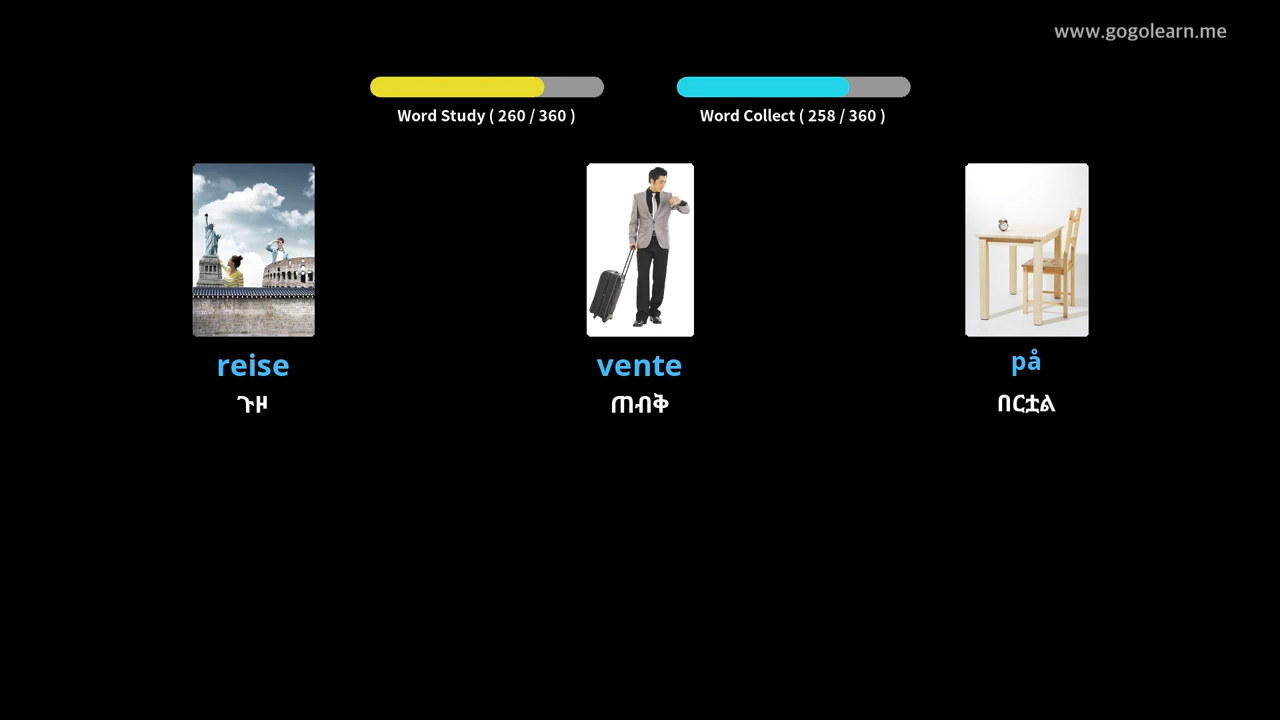 www.gogolearn.me
Word Study ( 260 / 360 )
Word Collect ( 258 / 360 )
reise
vente
på
ጉዞ
ጠብቅ
በርቷል